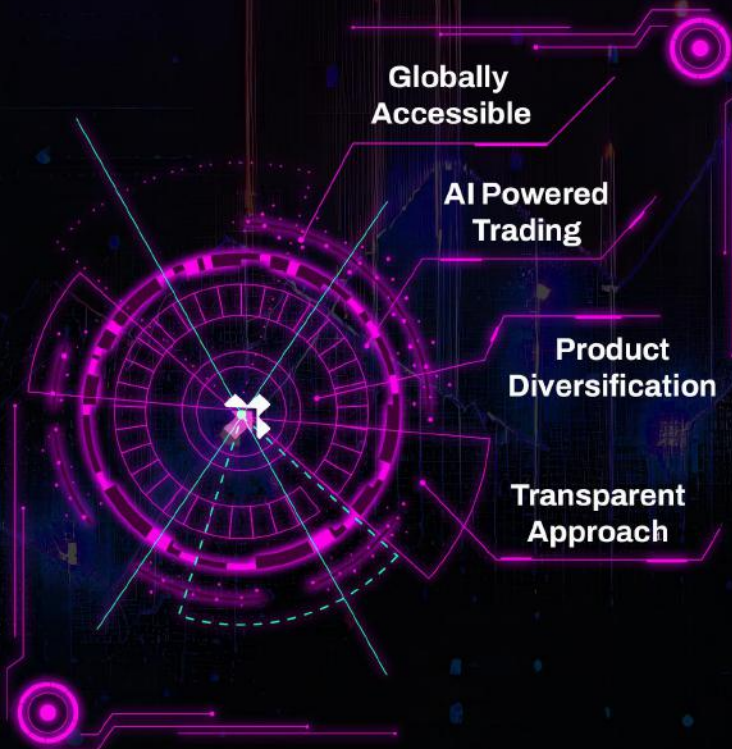 Globally
Accessible
AI Powered
Trading
Product
Diversification
Transparent
Approach